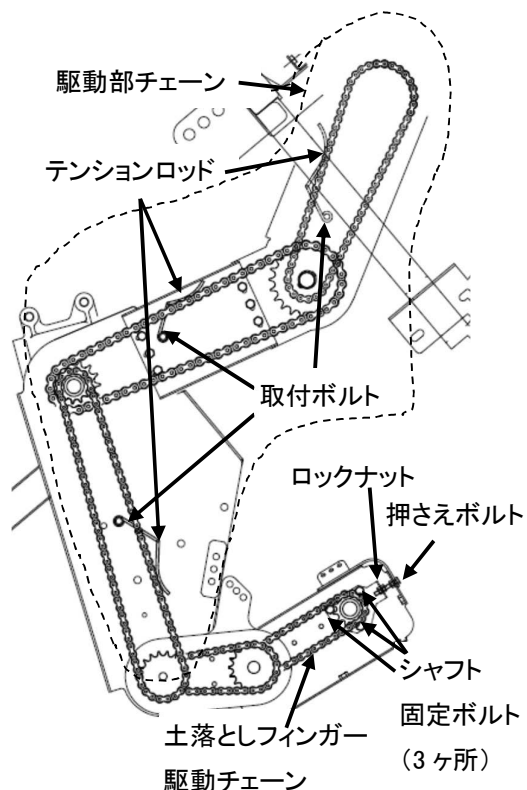 駆動部チェーン
テンションロッド
取付ボルト
ロックナット
押さえボルト
シャフト
固定ボルト
(3 ヶ所)
土落としフィンガー
駆動チェーン